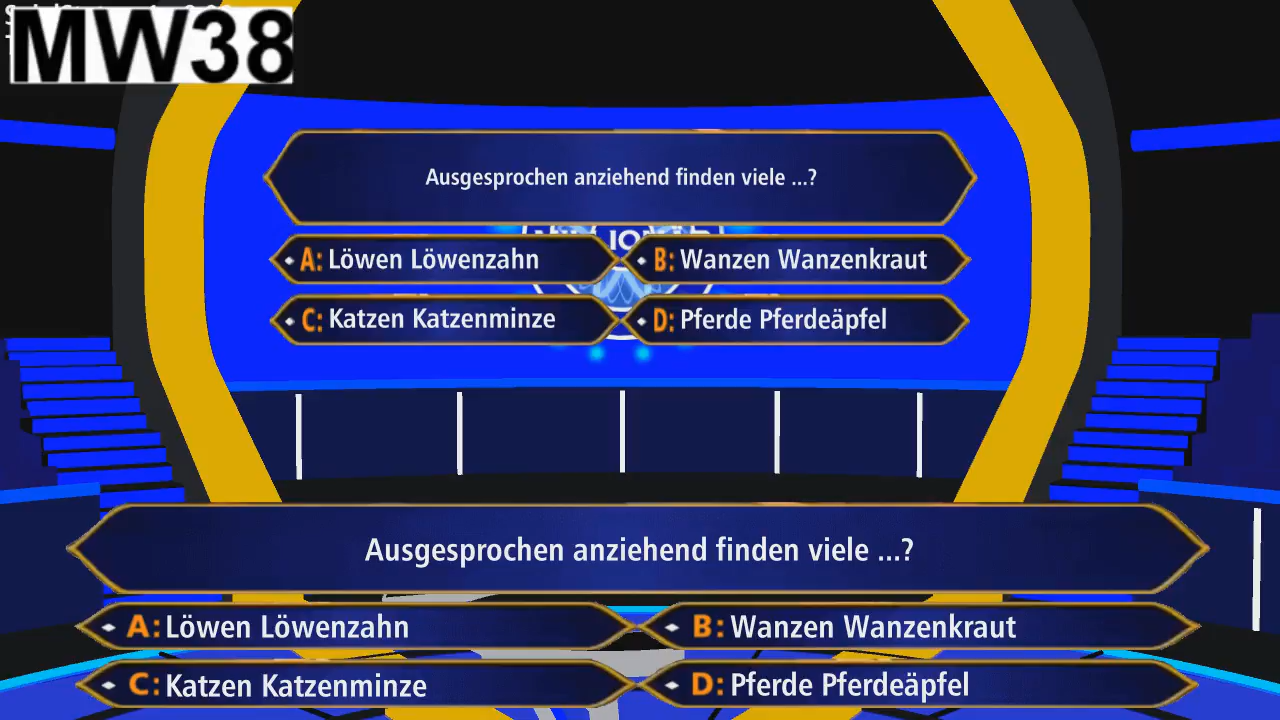 MW38
Ausgesprochen anziehend finden viele ...?
A: Löwen Löwenzahn
B: Wanzen Wanzenkraut
C: Katzen Katzenminze
D: Pferde Pferdeäpfel
Ausgesprochen anziehend finden viele ...?
A: Löwen Löwenzahn
B: Wanzen Wanzenkraut
C: Katzen Katzenminze
D: Pferde Pferdeäpfel